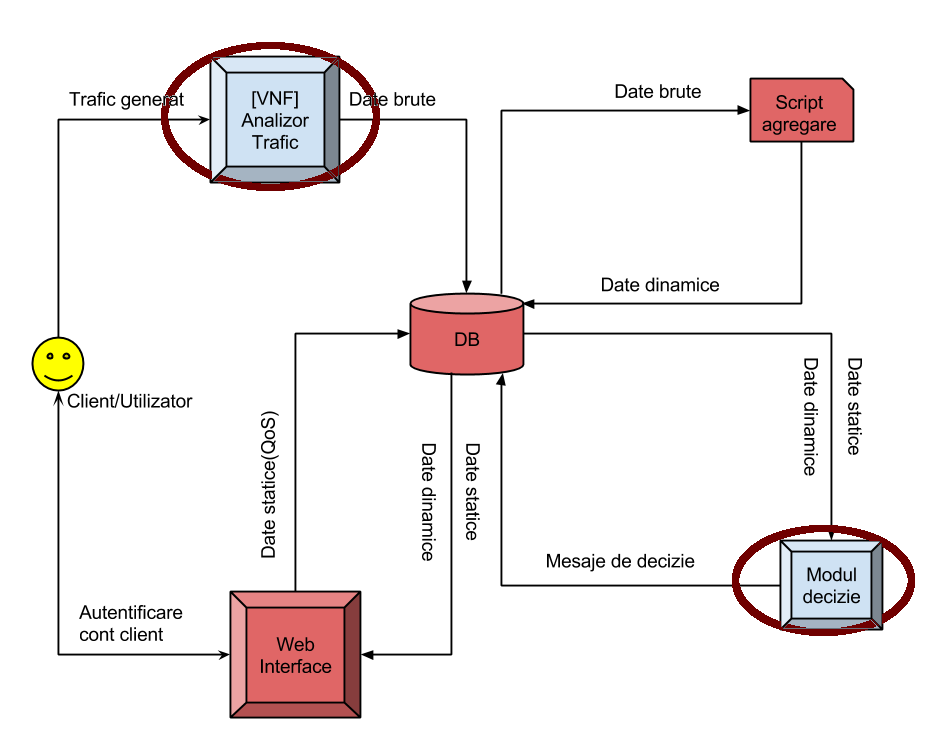 Trafic generat
[VNF]
Analizor
Trafic
Date brute
Date brute
Script
agregare
Date dinamice
DB
Client/Utilizator
Date statice(QoS)
Date dinamice
Date statice
Date dinamice
Date statice
Mesaje de decizie
Modul
decizie
Autentificare
cont client
Web
Interface